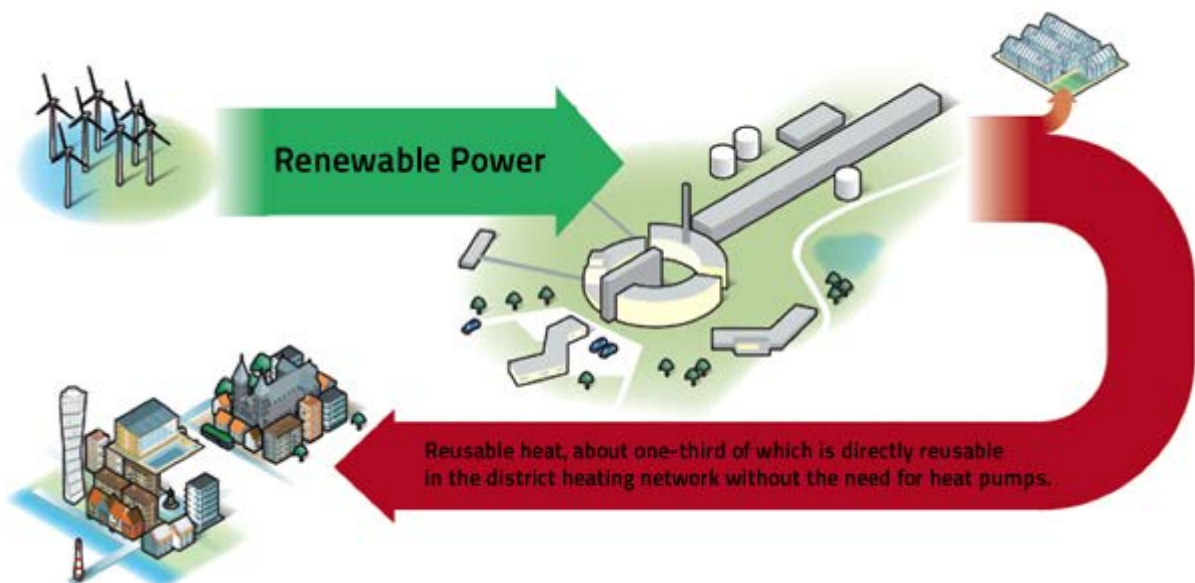 Renewable Power
Reusable heat, about one-third of which is directly reusable
in the district heating network without the need for heat pumps.